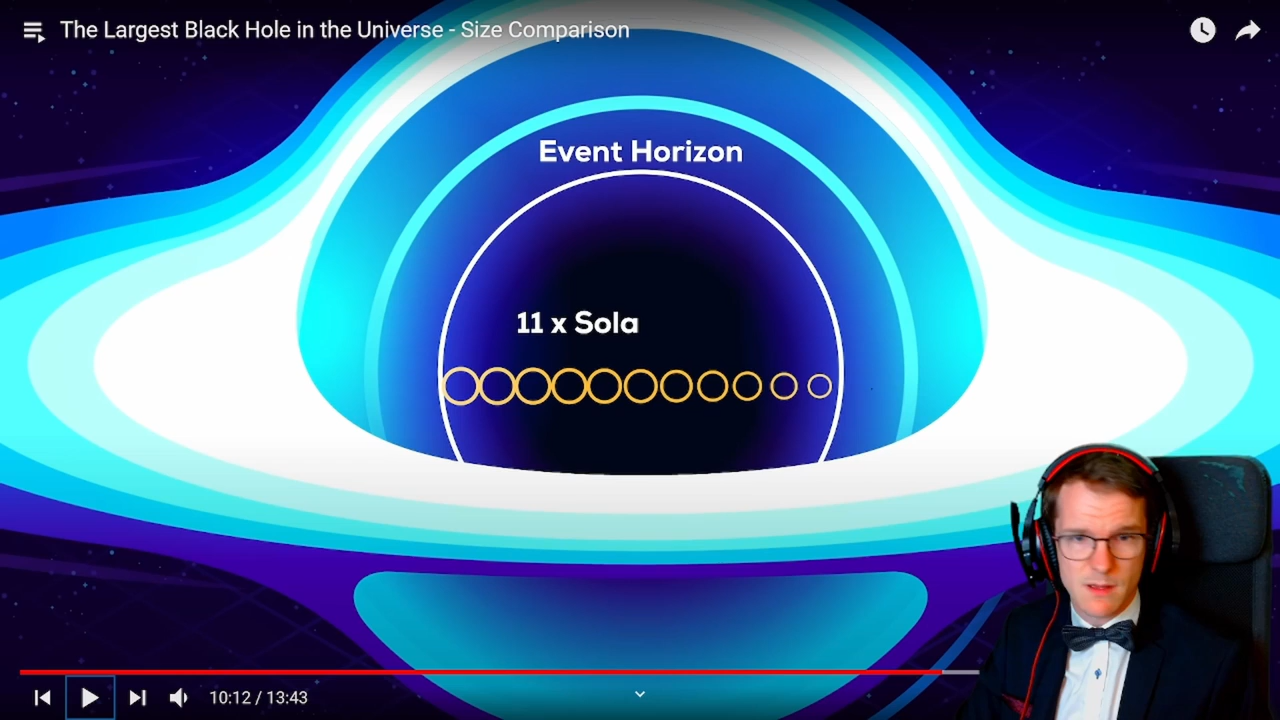 The Largest Black Hole in the Universe - Size Comparison
Event Horizon
11 x Sola
10:12 / 13:43